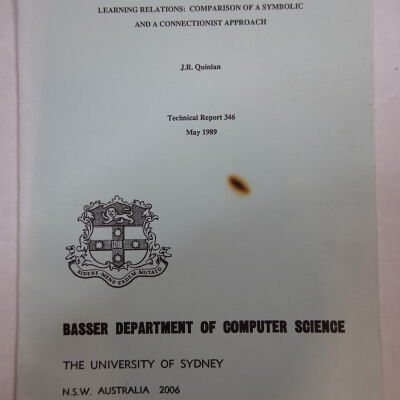 LEARNING RELATIONS: COMPARISON OF A SYMBOLIC
AND A CONNECTIONIST APPROACH
J.R. Quinlan
Technical Report 346
May 1989
SIDERE·MENS·EADEM·MUTATO
BASSER DEPARTMENT OF COMPUTER SCIENCE
THE UNIVERSITY OF SYDNEY
N.S.W. AUSTRALIA 2006